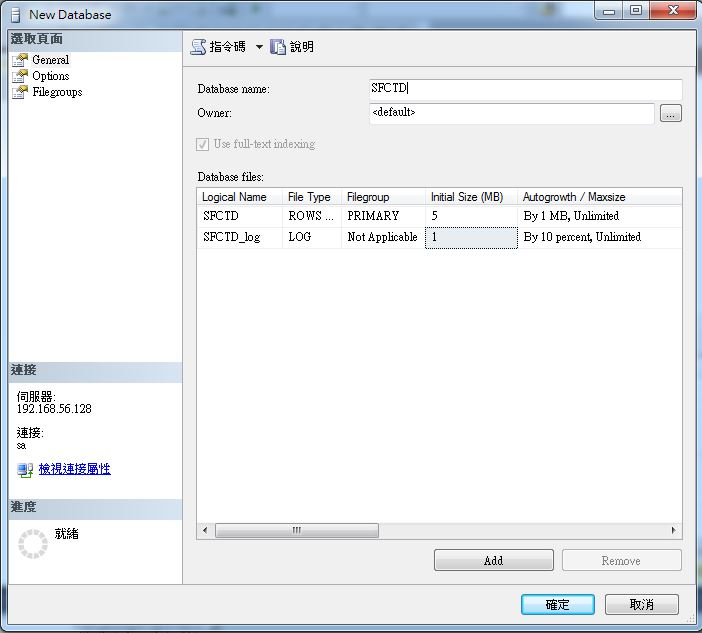 New Database
選取頁面
General
Options
Filegroups
連接
伺服器:
192.168.56.128
連接:
sa
檢視連接屬性
進度
就緒
指令碼 說明
Database name: SFCTD
Owner: <default> ...
Use full-text indexing
Database files:
Logical Name File Type Filegroup Initial Size (MB) Autogrowth / Maxsize
SFCTD ROWS ... PRIMARY 5 By 1 MB, Unlimited
SFCTD_log LOG Not Applicable 1 By 10 percent, Unlimited
Add Remove
確定 取消